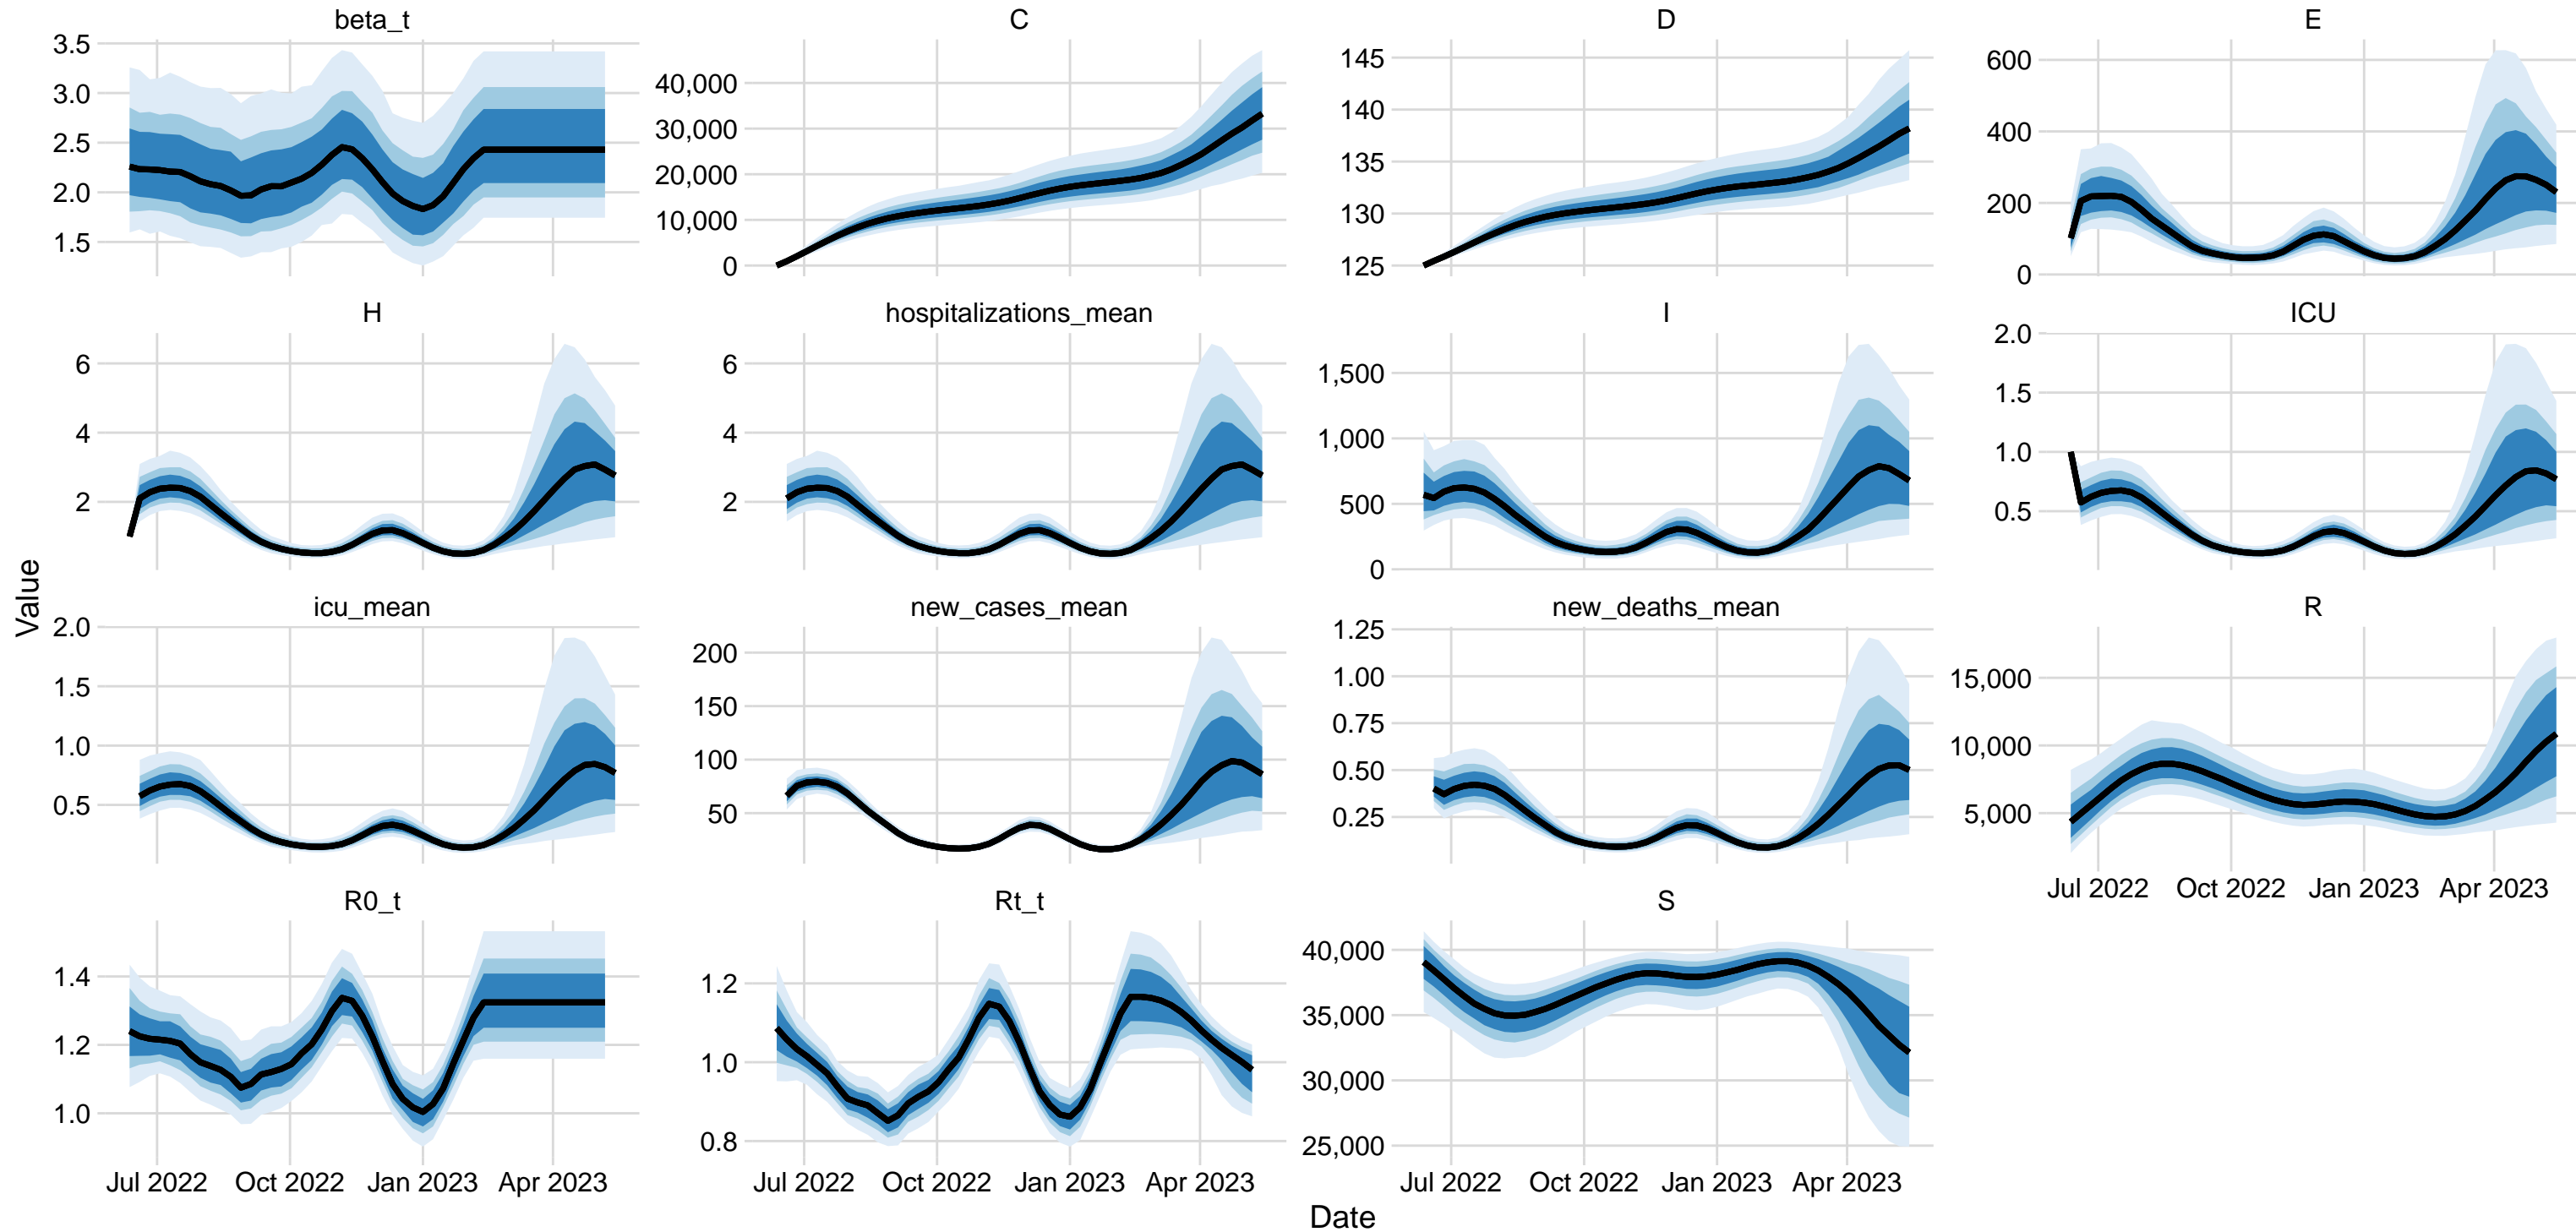 beta_t
C
D
E
3.5
3.0
2.5
2.0
1.5
40,000
30,000
20,000
10,000
0
145
140
135
130
125
600
400
200
0
H
hospitalizations_mean
I
ICU
6
4
2
6
4
2
1,500
1,000
500
0
2.0
1.5
1.0
0.5
Value
icu_mean
new_cases_mean
new_deaths_mean
R
2.0
1.5
1.0
0.5
200
150
100
50
1.25
1.00
0.75
0.50
0.25
15,000
10,000
5,000
Jul 2022 Oct 2022 Jan 2023 Apr 2023
R0_t
Rt_t
S
1.4
1.2
1.0
1.2
1.0
0.8
40,000
35,000
30,000
25,000
Jul 2022 Oct 2022 Jan 2023 Apr 2023
Jul 2022 Oct 2022 Jan 2023 Apr 2023
Jul 2022 Oct 2022 Jan 2023 Apr 2023
Date